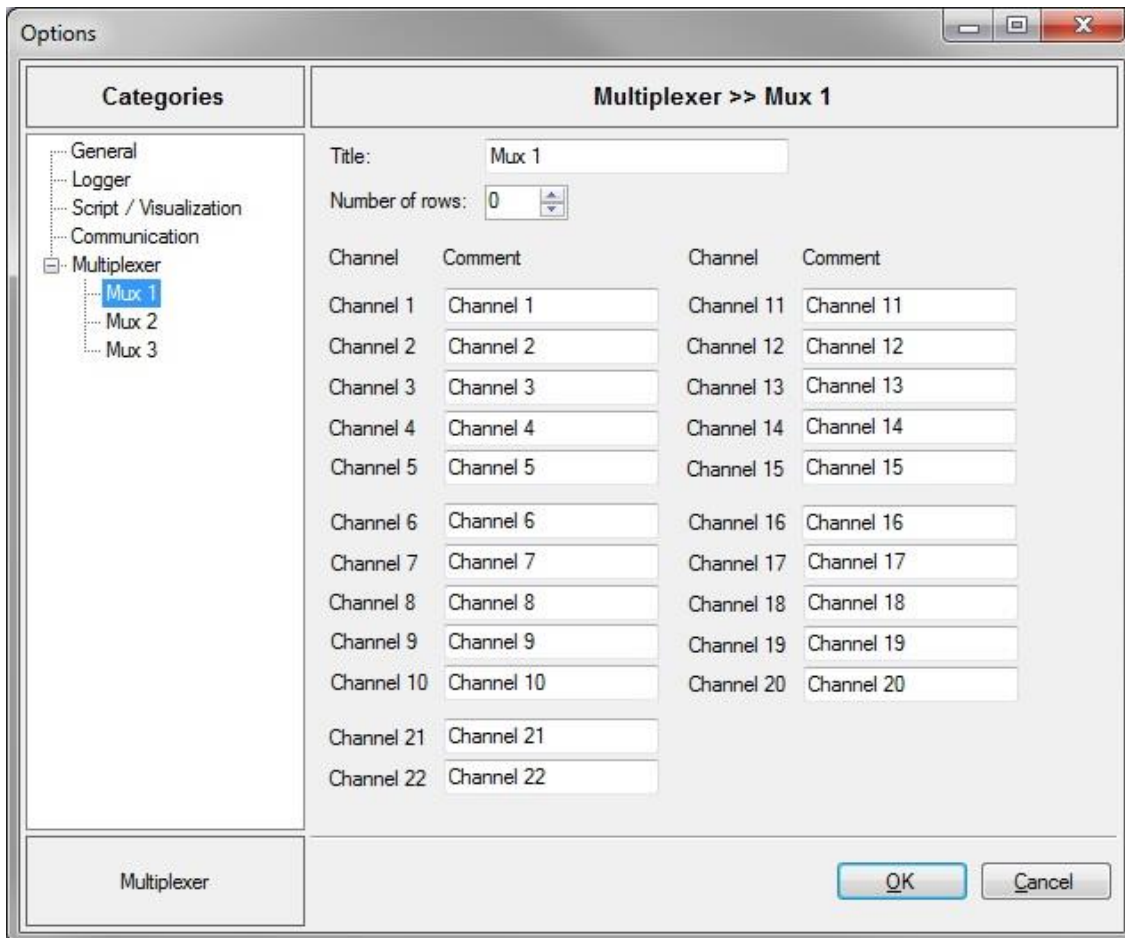 Options
Categories
General
Logger
Script / Visualization
Communication
Multiplexer
Mux 1
Mux 2
Mux 3
Multiplexer
Multiplexer >> Mux 1
Title: Mux 1
Number of rows: 0
Channel Comment Channel Comment
Channel 1 Channel 1 Channel 11 Channel 11
Channel 2 Channel 2 Channel 12 Channel 12
Channel 3 Channel 3 Channel 13 Channel 13
Channel 4 Channel 4 Channel 14 Channel 14
Channel 5 Channel 5 Channel 15 Channel 15
Channel 6 Channel 6 Channel 16 Channel 16
Channel 7 Channel 7 Channel 17 Channel 17
Channel 8 Channel 8 Channel 18 Channel 18
Channel 9 Channel 9 Channel 19 Channel 19
Channel 10 Channel 10 Channel 20 Channel 20
Channel 21 Channel 21
Channel 22 Channel 22
OK Cancel